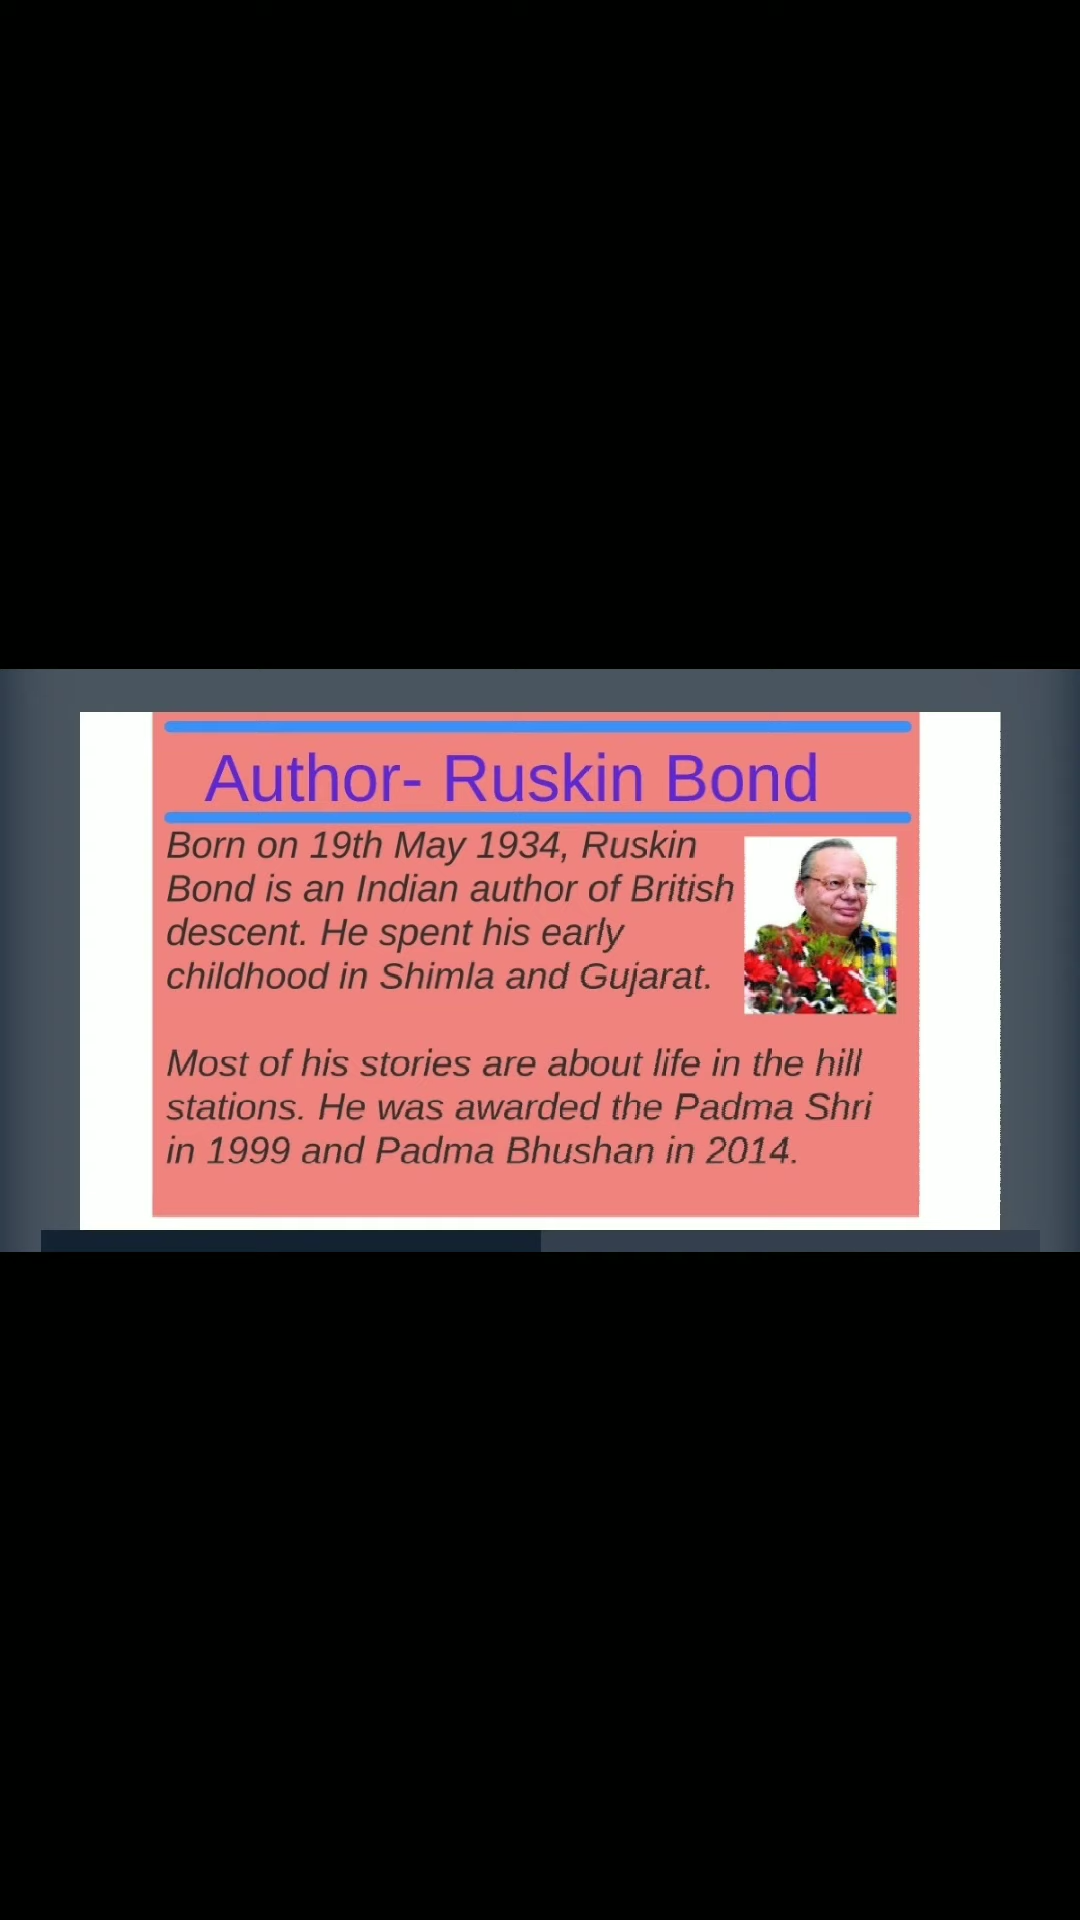 Author- Ruskin Bond
Born on 19th May 1934, Ruskin
Bond is an Indian author of British
descent. He spent his early
childhood in Shimla and Gujarat.
Most of his stories are about life in the hill
stations. He was awarded the Padma Shri
in 1999 and Padma Bhushan in 2014.